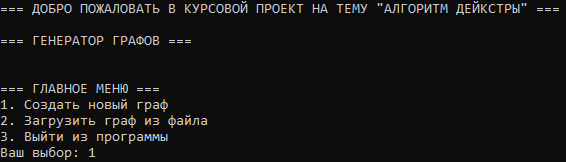 === ДОБРО ПОЖАЛОВАТЬ В КУРСОВОЙ ПРОЕКТ НА ТЕМУ "АЛГОРИТМ ДЕЙКСТРЫ" ===
=== ГЕНЕРАТОР ГРАФОВ ===
=== ГЛАВНОЕ МЕНЮ ===
1. Создать новый граф
2. Загрузить граф из файла
3. Выйти из программы
Ваш выбор: 1